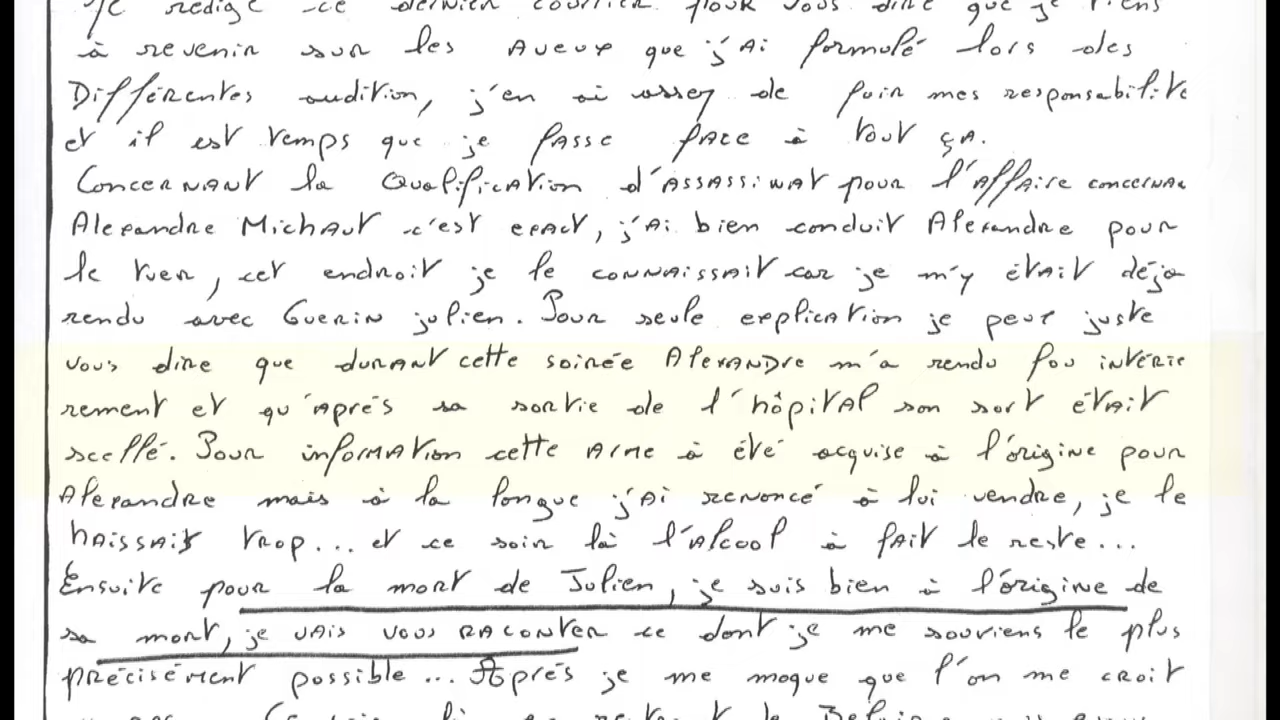 Je rédige ce dernier courrier pour vous dire que je tiens
à revenir sur les Aveux que j'Ai formulé lors des
Différentes audition, j'en ai assez de fuir mes responsabilité
et il est temps que je fasse face à tout ça.
Concernant la Qualification d'Assassinat pour l'Affaire concernan
Alexandre Michaut c'est exact, j'Ai bien conduit Alexandre pour
le tuer, cet endroit je le connaissait car je m'y était déja
rendu avec Guerin julien. Pour seule explication je peux juste
vous dire que durant cette soirée Alexandre m'a rendu fou intérie
rement et qu'Aprés sa sortie de l'hôpital son sort était
scellé. Pour information cette Arme à été acquise à l'órigine pour
Alexandre mais à la longue j'Ai renoncé à lui vendre, je le
haissais trop... et ce soir là l'Alcool à fait le reste...
Ensuite pour la mort de Julien, je suis bien à l'órigine de
sa mort, je vais vous raconter ce dont je me souviens le plus
précisément possible... Aprés je me moque que l'on me croit